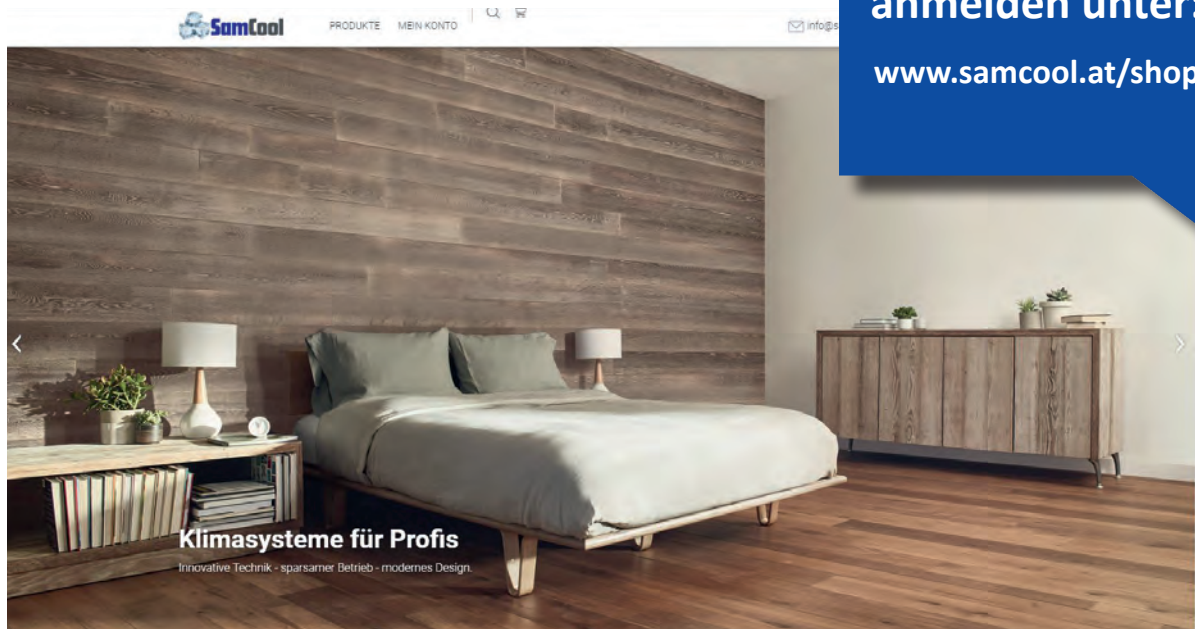 SamCool
PRODUKTE MEIN KONTO
info@s
anmelden unter:
www.samcool.at/shop
Klimasysteme für Profis
Innovative Technik - sparsamer Betrieb - modernes Design.